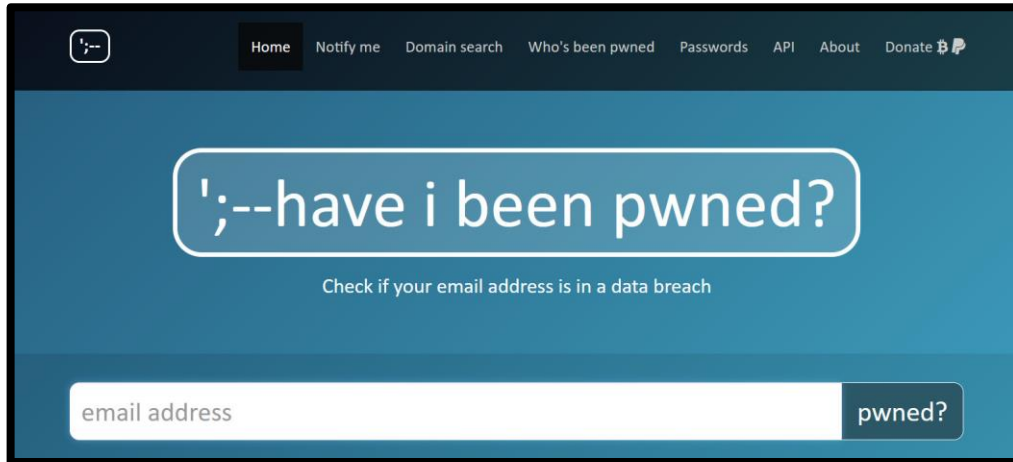 ';--
Home Notify me Domain search Who's been pwned Passwords API About Donate
';--have i been pwned?
Check if your email address is in a data breach
email address pwned?